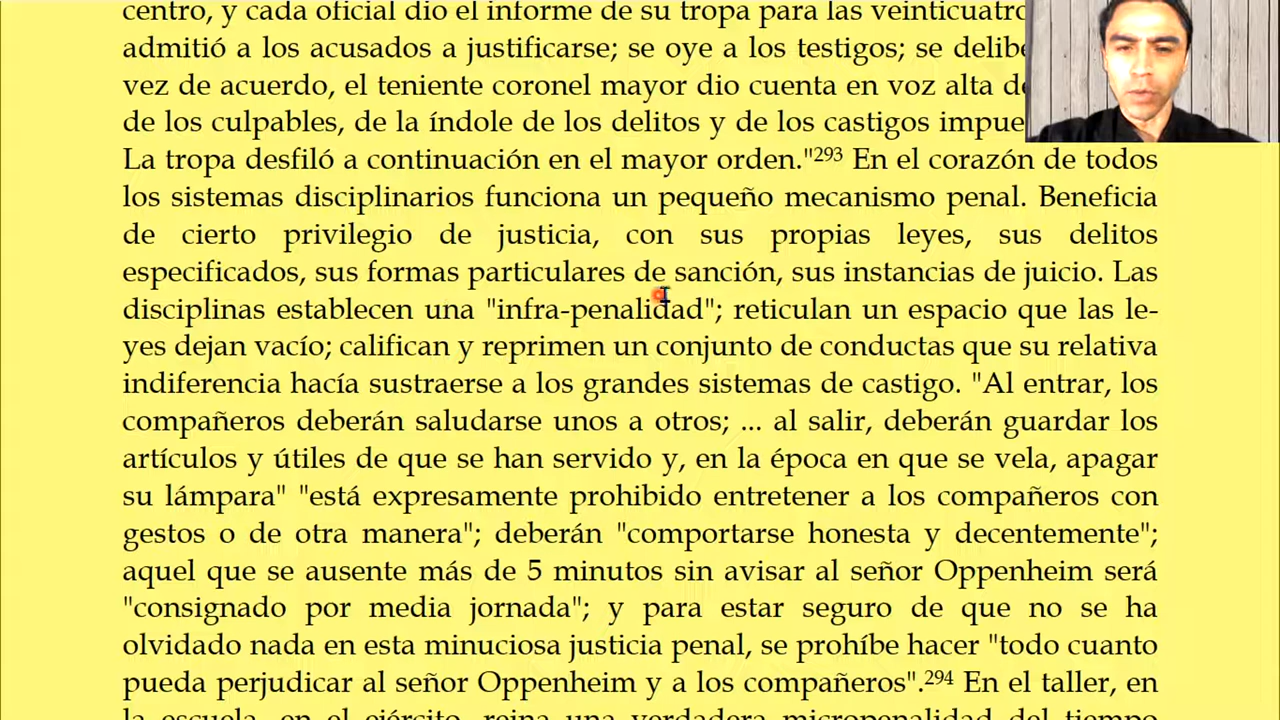 centro, y cada oficial dio el informe de su tropa para las veinticuatro
admitió a los acusados a justificarse; se oye a los testigos; se
vez de acuerdo, el teniente coronel mayor dio cuenta en voz alta
de los culpables, de la índole de los delitos y de los castigos
La tropa desfiló a continuación en el mayor orden."293 En el corazón de todos
los sistemas disciplinarios funciona un pequeño mecanismo penal. Beneficia
de cierto privilegio de justicia, con sus propias leyes, sus delitos
especificados, sus formas particulares de sanción, sus instancias de juicio. Las
disciplinas establecen una "infra-penalidad"; reticulan un espacio que las le-
yes dejan vacío; califican y reprimen un conjunto de conductas que su relativa
indiferencia hacía sustraerse a los grandes sistemas de castigo. "Al entrar, los
compañeros deberán saludarse unos a otros; ... al salir, deberán guardar los
artículos y útiles de que se han servido y, en la época en que se vela, apagar
su lámpara" "está expresamente prohibido entretener a los compañeros con
gestos o de otra manera"; deberán "comportarse honesta y decentemente";
aquel que se ausente más de 5 minutos sin avisar al señor Oppenheim será
"consignado por media jornada"; y para estar seguro de que no se ha
olvidado nada en esta minuciosa justicia penal, se prohíbe hacer "todo cuanto
pueda perjudicar al señor Oppenheim y a los compañeros".294 En el taller, en
la escuela, en el ejército, reina una verdadera micropenalidad del tiempo